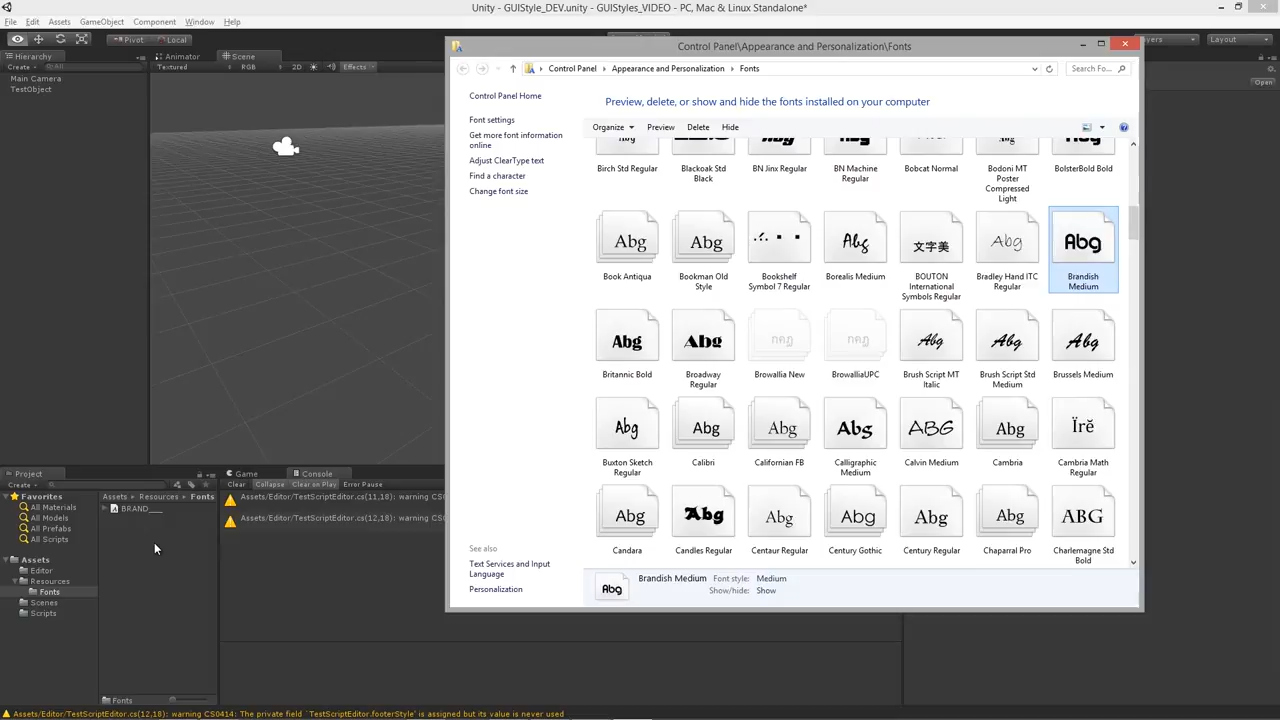 Unity - GUIStyle_DEV.unity - GUIStyles_VIDEO - PC, Mac & Linux Standalone*
File Edit Assets GameObject Component Window Help
Pivot Local
Layout
Hierarchy
Animator
Scene
Create
All
Textured
RGB
2D
Effects
Main Camera
TestObject
Open
Control Panel\Appearance and Personalization\Fonts
Control Panel
Appearance and Personalization
Fonts
Search Fo...
Control Panel Home
Font settings
Get more font information
online
Adjust ClearType text
Find a character
Change font size
Preview, delete, or show and hide the fonts installed on your computer
Organize Preview Delete Hide
Birch Std Regular
Blackoak Std
Black
BN Jinx Regular
BN Machine
Regular
Bobcat Normal
Bodoni MT
Poster
Compressed
Light
BolsterBold Bold
Abg
Abg
Abg
文字美
Abg
Abg
Book Antiqua
Bookman Old
Style
Bookshelf
Symbol 7 Regular
Borealis Medium
BOUTON
International
Symbols Regular
Bradley Hand ITC
Regular
Brandish
Medium
Abg
Abg
กคฎ
กคฎ
Abg
Abg
Abg
Britannic Bold
Broadway
Regular
Browallia New
BrowalliaUPC
Brush Script MT
Italic
Brush Script Std
Medium
Brussels Medium
Abg
Abg
Abg
Abg
ABG
Abg
Ïrĕ
Buxton Sketch
Regular
Calibri
Californian FB
Calligraphic
Medium
Calvin Medium
Cambria
Cambria Math
Regular
Abg
Abg
Abg
Abg
Abg
Abg
ABG
Candara
Candles Regular
Centaur Regular
Century Gothic
Century Regular
Chaparral Pro
Charlemagne Std
Bold
See also
Text Services and Input
Language
Personalization
Abg
Brandish Medium
Font style: Medium
Show/hide: Show
Project
Create
Favorites
All Materials
All Models
All Prefabs
All Scripts
Assets
Editor
Resources
Fonts
Scenes
Scripts
Assets Resources Fonts
BRAND___
Fonts
Game
Console
Clear Collapse Clear on Play Error Pause
Assets/Editor/TestScriptEditor.cs(11,18): warning
Assets/Editor/TestScriptEditor.cs(12,18): warning
Assets/Editor/TestScriptEditor.cs(12,18): warning CS0414: The private field `TestScriptEditor.footerStyle' is assigned but its value is never used